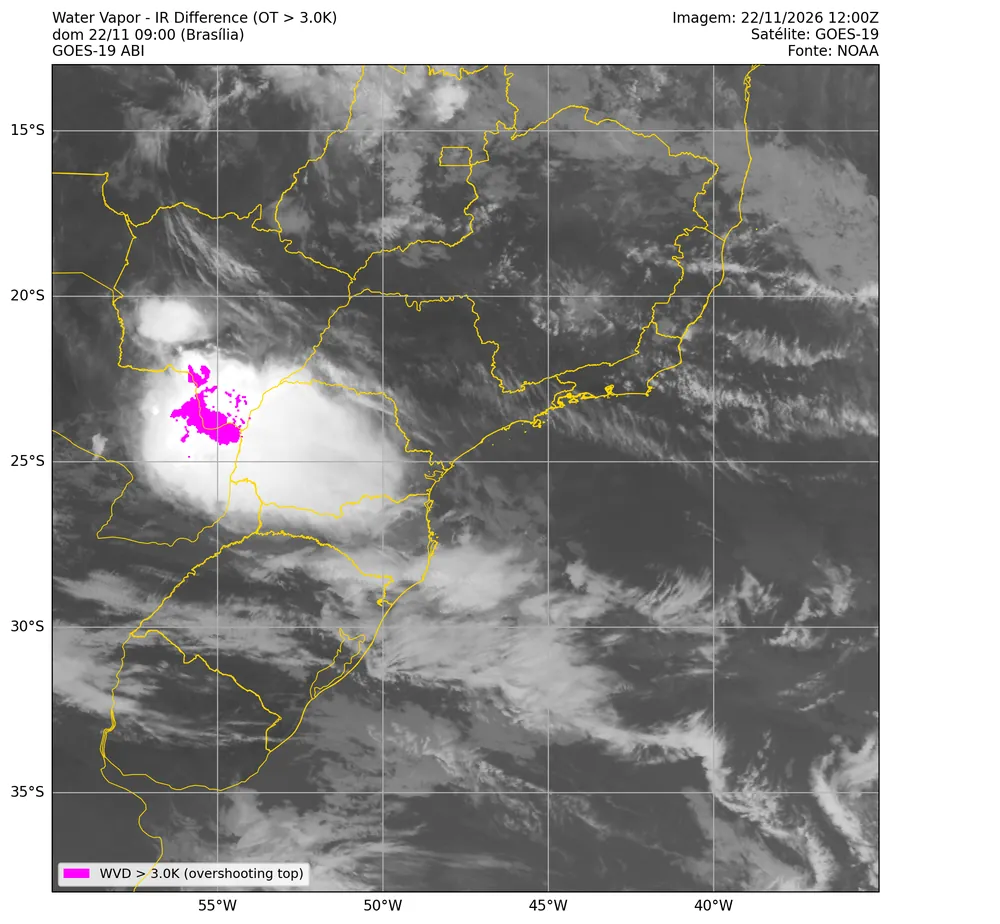 Water Vapor - IR Difference (OT > 3.0K)
dom 22/11 09:00 (Brasília)
GOES-19 ABI
Imagem: 22/11/2026 12:00Z
Satélite: GOES-19
Fonte: NOAA
15°S
20°S
25°S
30°S
35°S
WVD > 3.0K (overshooting top)
55°W
50°W
45°W
40°W